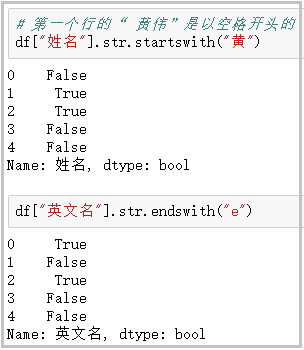 # 第一个行的“ 黄伟”是以空格开头的
df["姓名"].str.startswith("黄")
0    False
1     True
2     True
3    False
4    False
Name: 姓名, dtype: bool
df["英文名"].str.endswith("e")
0     True
1    False
2     True
3    False
4    False
Name: 英文名, dtype: bool